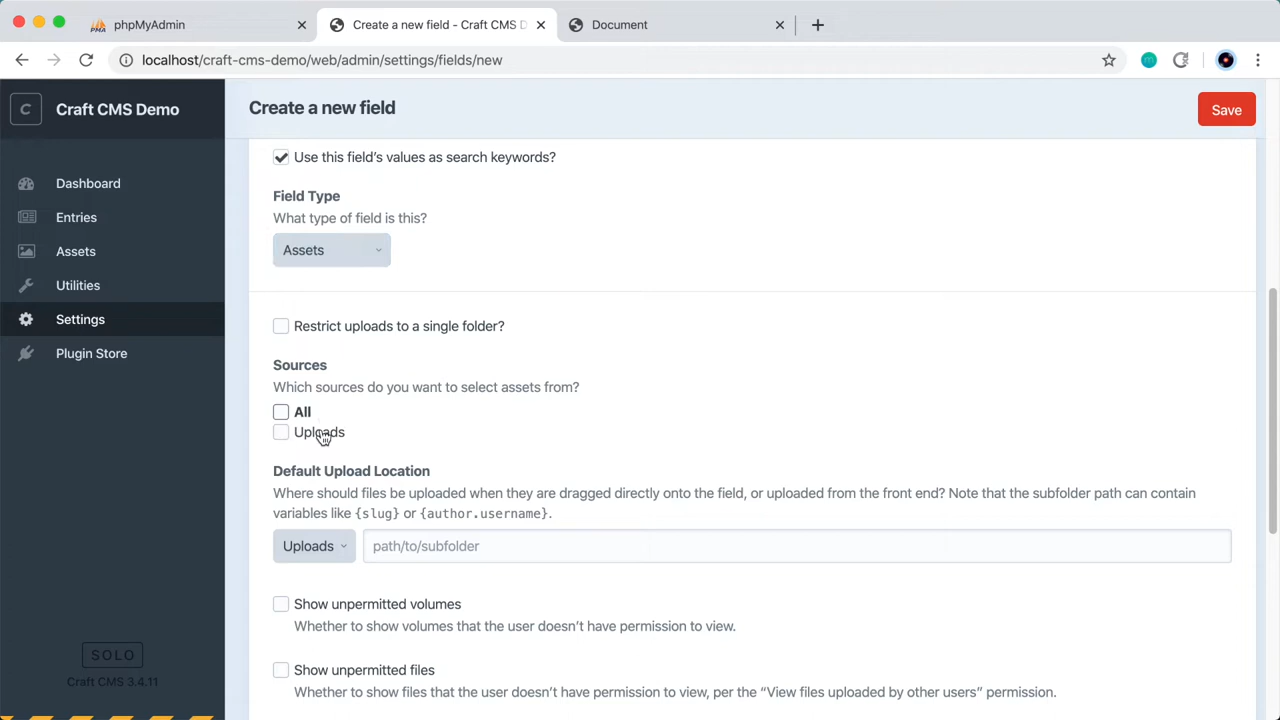 phpMyAdmin
Create a new field - Craft CMS D
Document
localhost/craft-cms-demo/web/admin/settings/fields/new
C
Craft CMS Demo
Create a new field
Save
Dashboard
Entries
Assets
Utilities
Settings
Plugin Store
SOLO
Craft CMS 3.4.11
Use this field's values as search keywords?
Field Type
What type of field is this?
Assets
Restrict uploads to a single folder?
Sources
Which sources do you want to select assets from?
All
Uploads
Default Upload Location
Where should files be uploaded when they are dragged directly onto the field, or uploaded from the front end? Note that the subfolder path can contain
variables like {slug} or {author.username}.
Uploads
path/to/subfolder
Show unpermitted volumes
Whether to show volumes that the user doesn't have permission to view.
Show unpermitted files
Whether to show files that the user doesn't have permission to view, per the “View files uploaded by other users” permission.